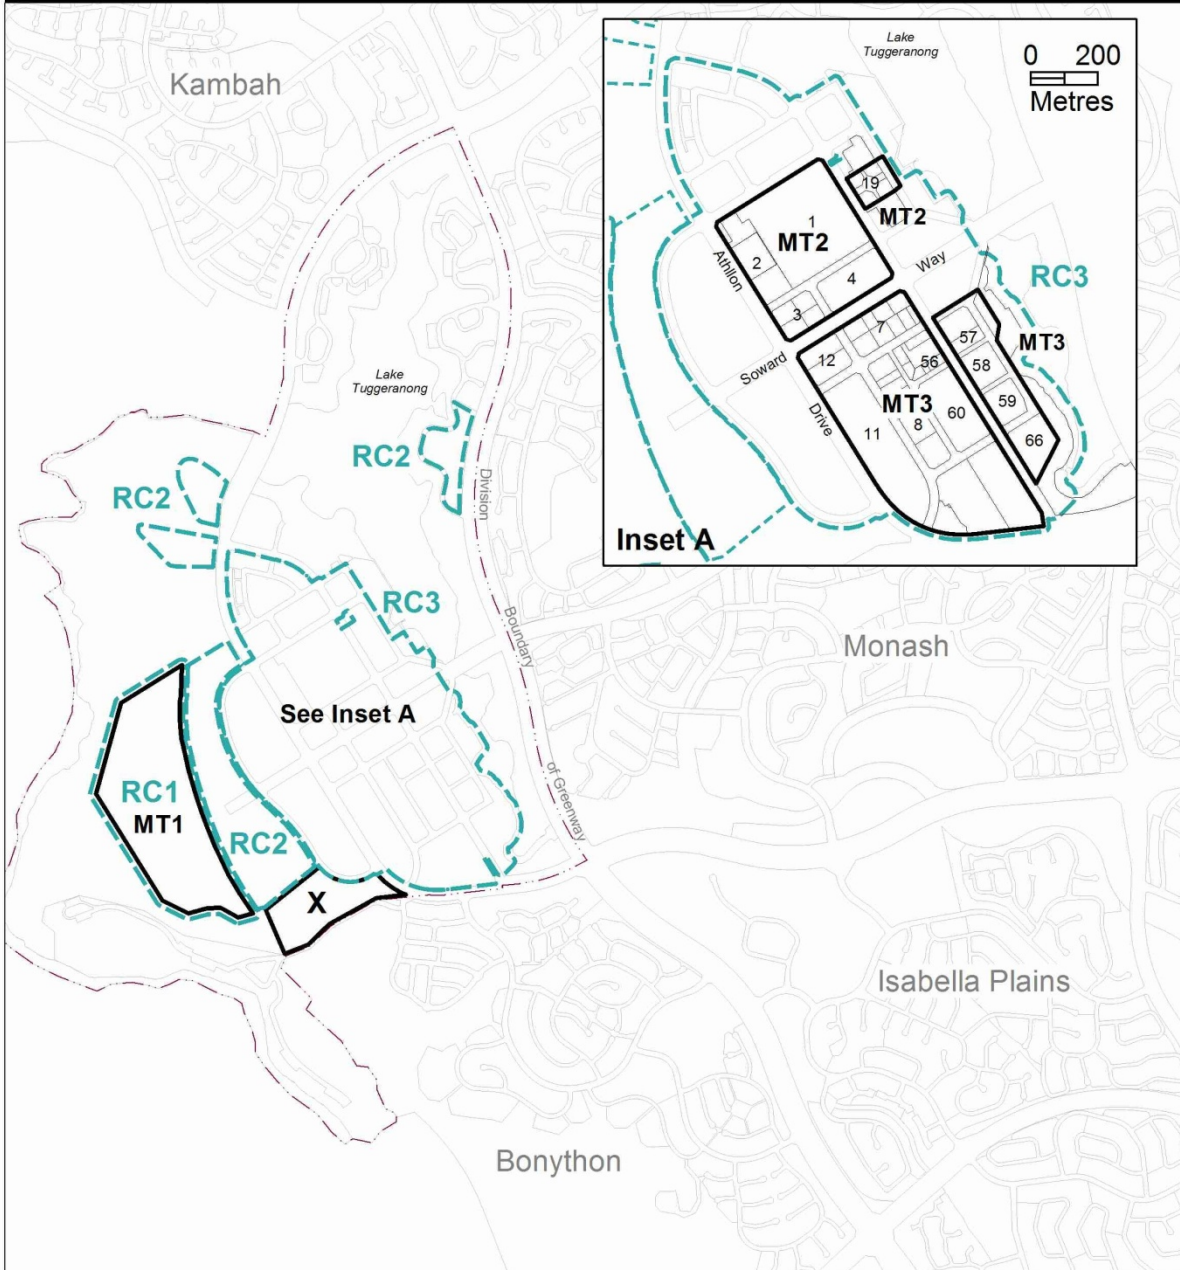 Kambah
Lake
Tuggeranong
RC2
RC2
Division
RC3
Boundary
Monash
See Inset A
of Greenway
RC1
MT1
RC2
X
Isabella Plains
Bonython
Lake
Tuggeranong
0 200
Metres
19
1
MT2
MT2
2
Athllon
4
Way
RC3
3
7
57
MT3
Soward
12
56
58
MT3
59
Drive
60
11
8
66
Inset A